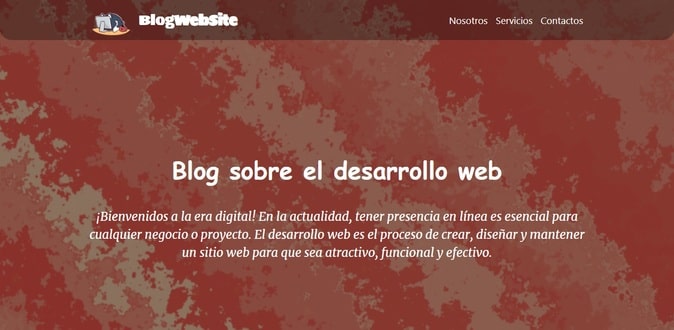 BlogWebSite
Nosotros Servicios Contactos
Blog sobre el desarrollo web
¡Bienvenidos a la era digital! En la actualidad, tener presencia en línea es esencial para
cualquier negocio o proyecto. El desarrollo web es el proceso de crear, diseñar y mantener
un sitio web para que sea atractivo, funcional y efectivo.